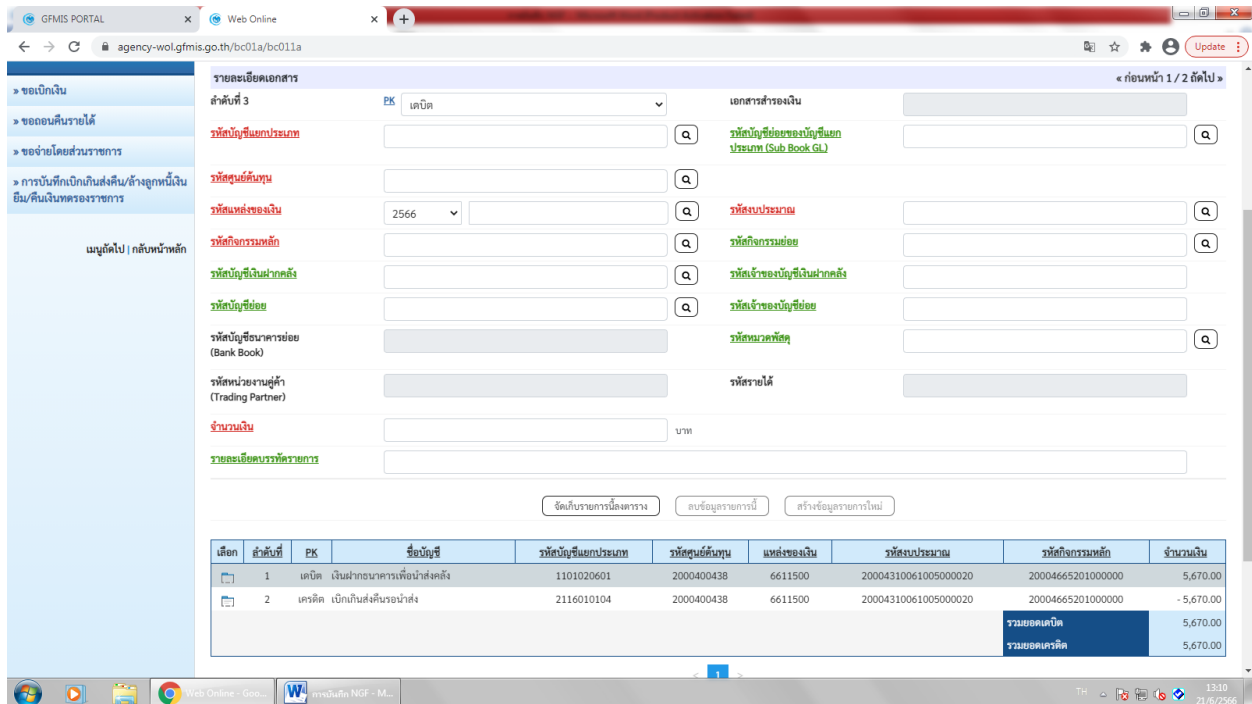 GFMIS PORTAL
Web Online
agency-wol.gfmis.go.th/bc01a/bc011a
Update
» ขอเบิกเงิน
» ขอถอนคืนรายได้
» ขอจ่ายโดยส่วนราชการ
» การบันทึกเบิกเกินส่งคืน/ล้างลูกหนี้เงิน
ยืม/คืนเงินทดรองราชการ
เมนูถัดไป | กลับหน้าหลัก
รายละเอียดเอกสาร « ก่อนหน้า 1 / 2 ถัดไป »
ลำดับที่ 3 PK เดบิต เอกสารสำรองเงิน
รหัสบัญชีแยกประเภท รหัสบัญชีย่อยของบัญชีแยก
ประเภท (Sub Book GL)
รหัสศูนย์ต้นทุน
รหัสแหล่งของเงิน 2566 รหัสงบประมาณ
รหัสกิจกรรมหลัก รหัสกิจกรรมย่อย
รหัสบัญชีเงินฝากคลัง รหัสเจ้าของบัญชีเงินฝากคลัง
รหัสบัญชีย่อย รหัสเจ้าของบัญชีย่อย
รหัสบัญชีธนาคารย่อย รหัสหมวดพัสดุ
(Bank Book)
รหัสหน่วยงานคู่ค้า รหัสรายได้
(Trading Partner)
จำนวนเงิน บาท
รายละเอียดบรรทัดรายการ
จัดเก็บรายการนี้ลงตาราง ลบข้อมูลรายการนี้ สร้างข้อมูลรายการใหม่
เลือก ลำดับที่ PK ชื่อบัญชี รหัสบัญชีแยกประเภท รหัสศูนย์ต้นทุน แหล่งของเงิน รหัสงบประมาณ รหัสกิจกรรมหลัก จำนวนเงิน
1 เดบิต เงินฝากธนาคารเพื่อนำส่งคลัง 1101020601 2000400438 6611500 20004310061005000020 20004665201000000 5,670.00
2 เครดิต เบิกเกินส่งคืนรอนำส่ง 2116010104 2000400438 6611500 20004310061005000020 20004665201000000 - 5,670.00
รวมยอดเดบิต 5,670.00
รวมยอดเครดิต 5,670.00
< 1 >
Web Online - Goo... การบันทึก NGF - M... TH 13:10
21/6/2566